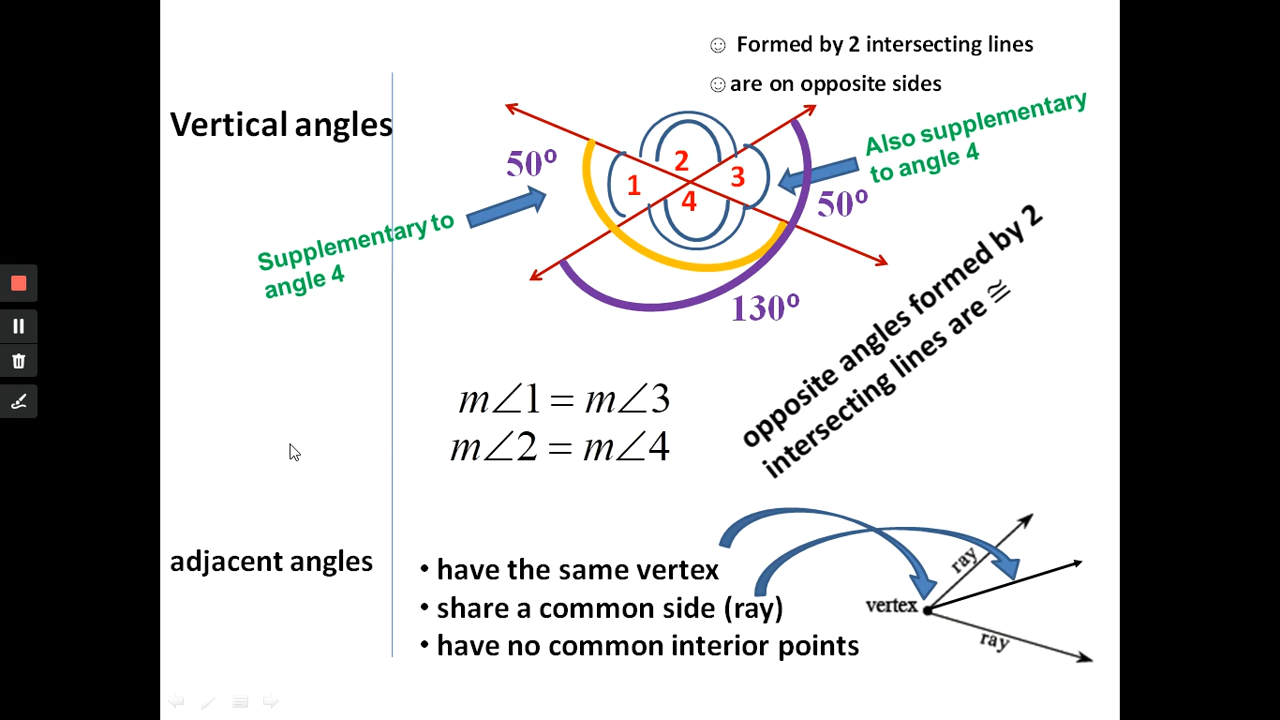 ☺ Formed by 2 intersecting lines
☺are on opposite sides
Vertical angles
Also supplementary
to angle 4
50º
2
1
3
4
50º
Supplementary to
angle 4
130º
opposite angles formed by 2
intersecting lines are ≅
m∠1 = m∠3
m∠2 = m∠4
adjacent angles
• have the same vertex
• share a common side (ray)
• have no common interior points
ray
vertex
ray